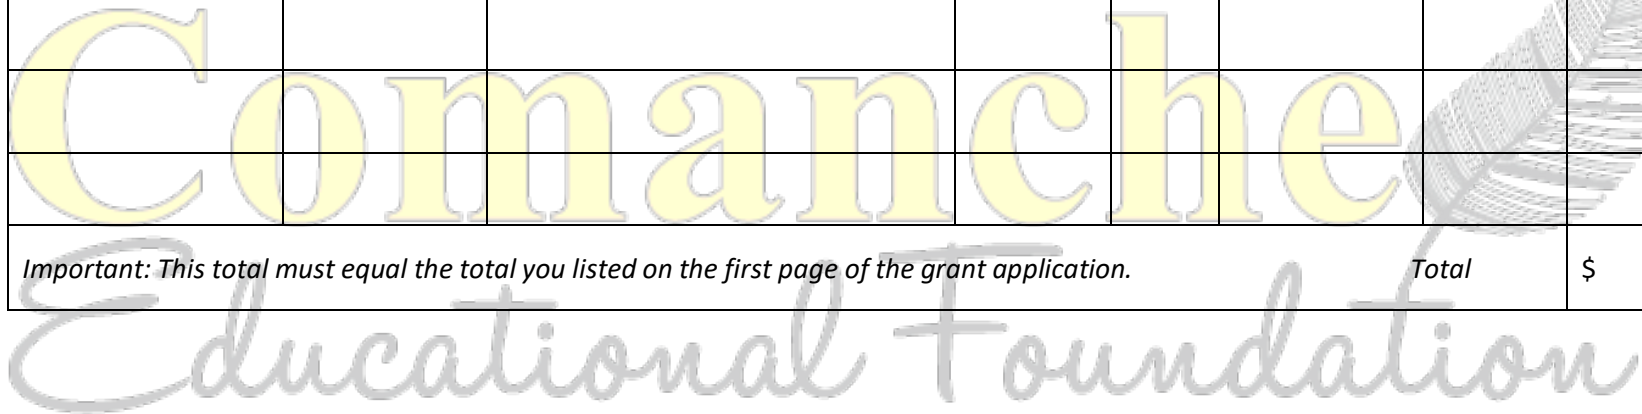 Comanche
Important: This total must equal the total you listed on the first page of the grant application. Total $
Educational Foundation